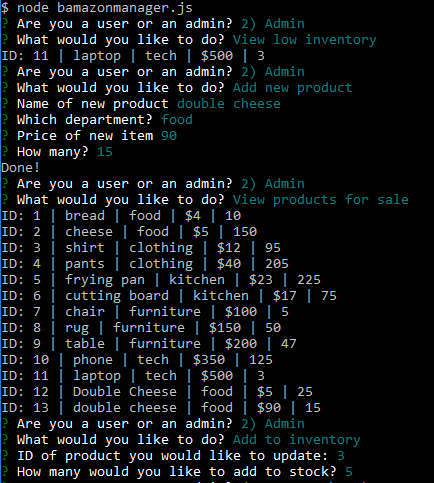 $ node bamazonmanager.js
? Are you a user or an admin? 2) Admin
? What would you like to do? View low inventory
ID: 11 | laptop | tech | $500 | 3
? Are you a user or an admin? 2) Admin
? What would you like to do? Add new product
? Name of new product double cheese
? Which department? food
? Price of new item 90
? How many? 15
Done!
? Are you a user or an admin? 2) Admin
? What would you like to do? View products for sale
ID: 1 | bread | food | $4 | 10
ID: 2 | cheese | food | $5 | 150
ID: 3 | shirt | clothing | $12 | 95
ID: 4 | pants | clothing | $40 | 205
ID: 5 | frying pan | kitchen | $23 | 225
ID: 6 | cutting board | kitchen | $17 | 75
ID: 7 | chair | furniture | $100 | 5
ID: 8 | rug | furniture | $150 | 50
ID: 9 | table | furniture | $200 | 47
ID: 10 | phone | tech | $350 | 125
ID: 11 | laptop | tech | $500 | 3
ID: 12 | Double Cheese | food | $5 | 25
ID: 13 | double cheese | food | $90 | 15
? Are you a user or an admin? 2) Admin
? What would you like to do? Add to inventory
? ID of product you would like to update: 3
? How many would you like to add to stock? 5